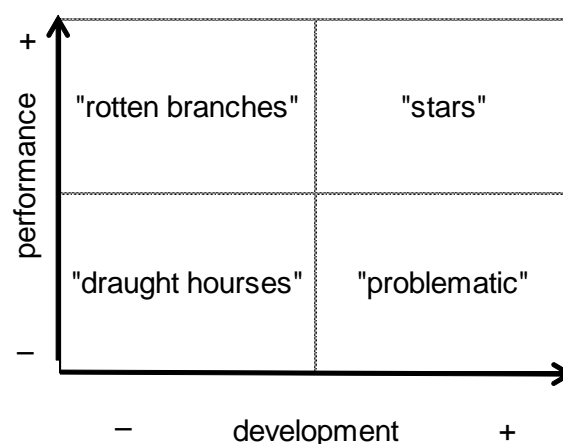 +
performance
–
"rotten branches"
"stars"
"draught hourses"
"problematic"
–
development
+